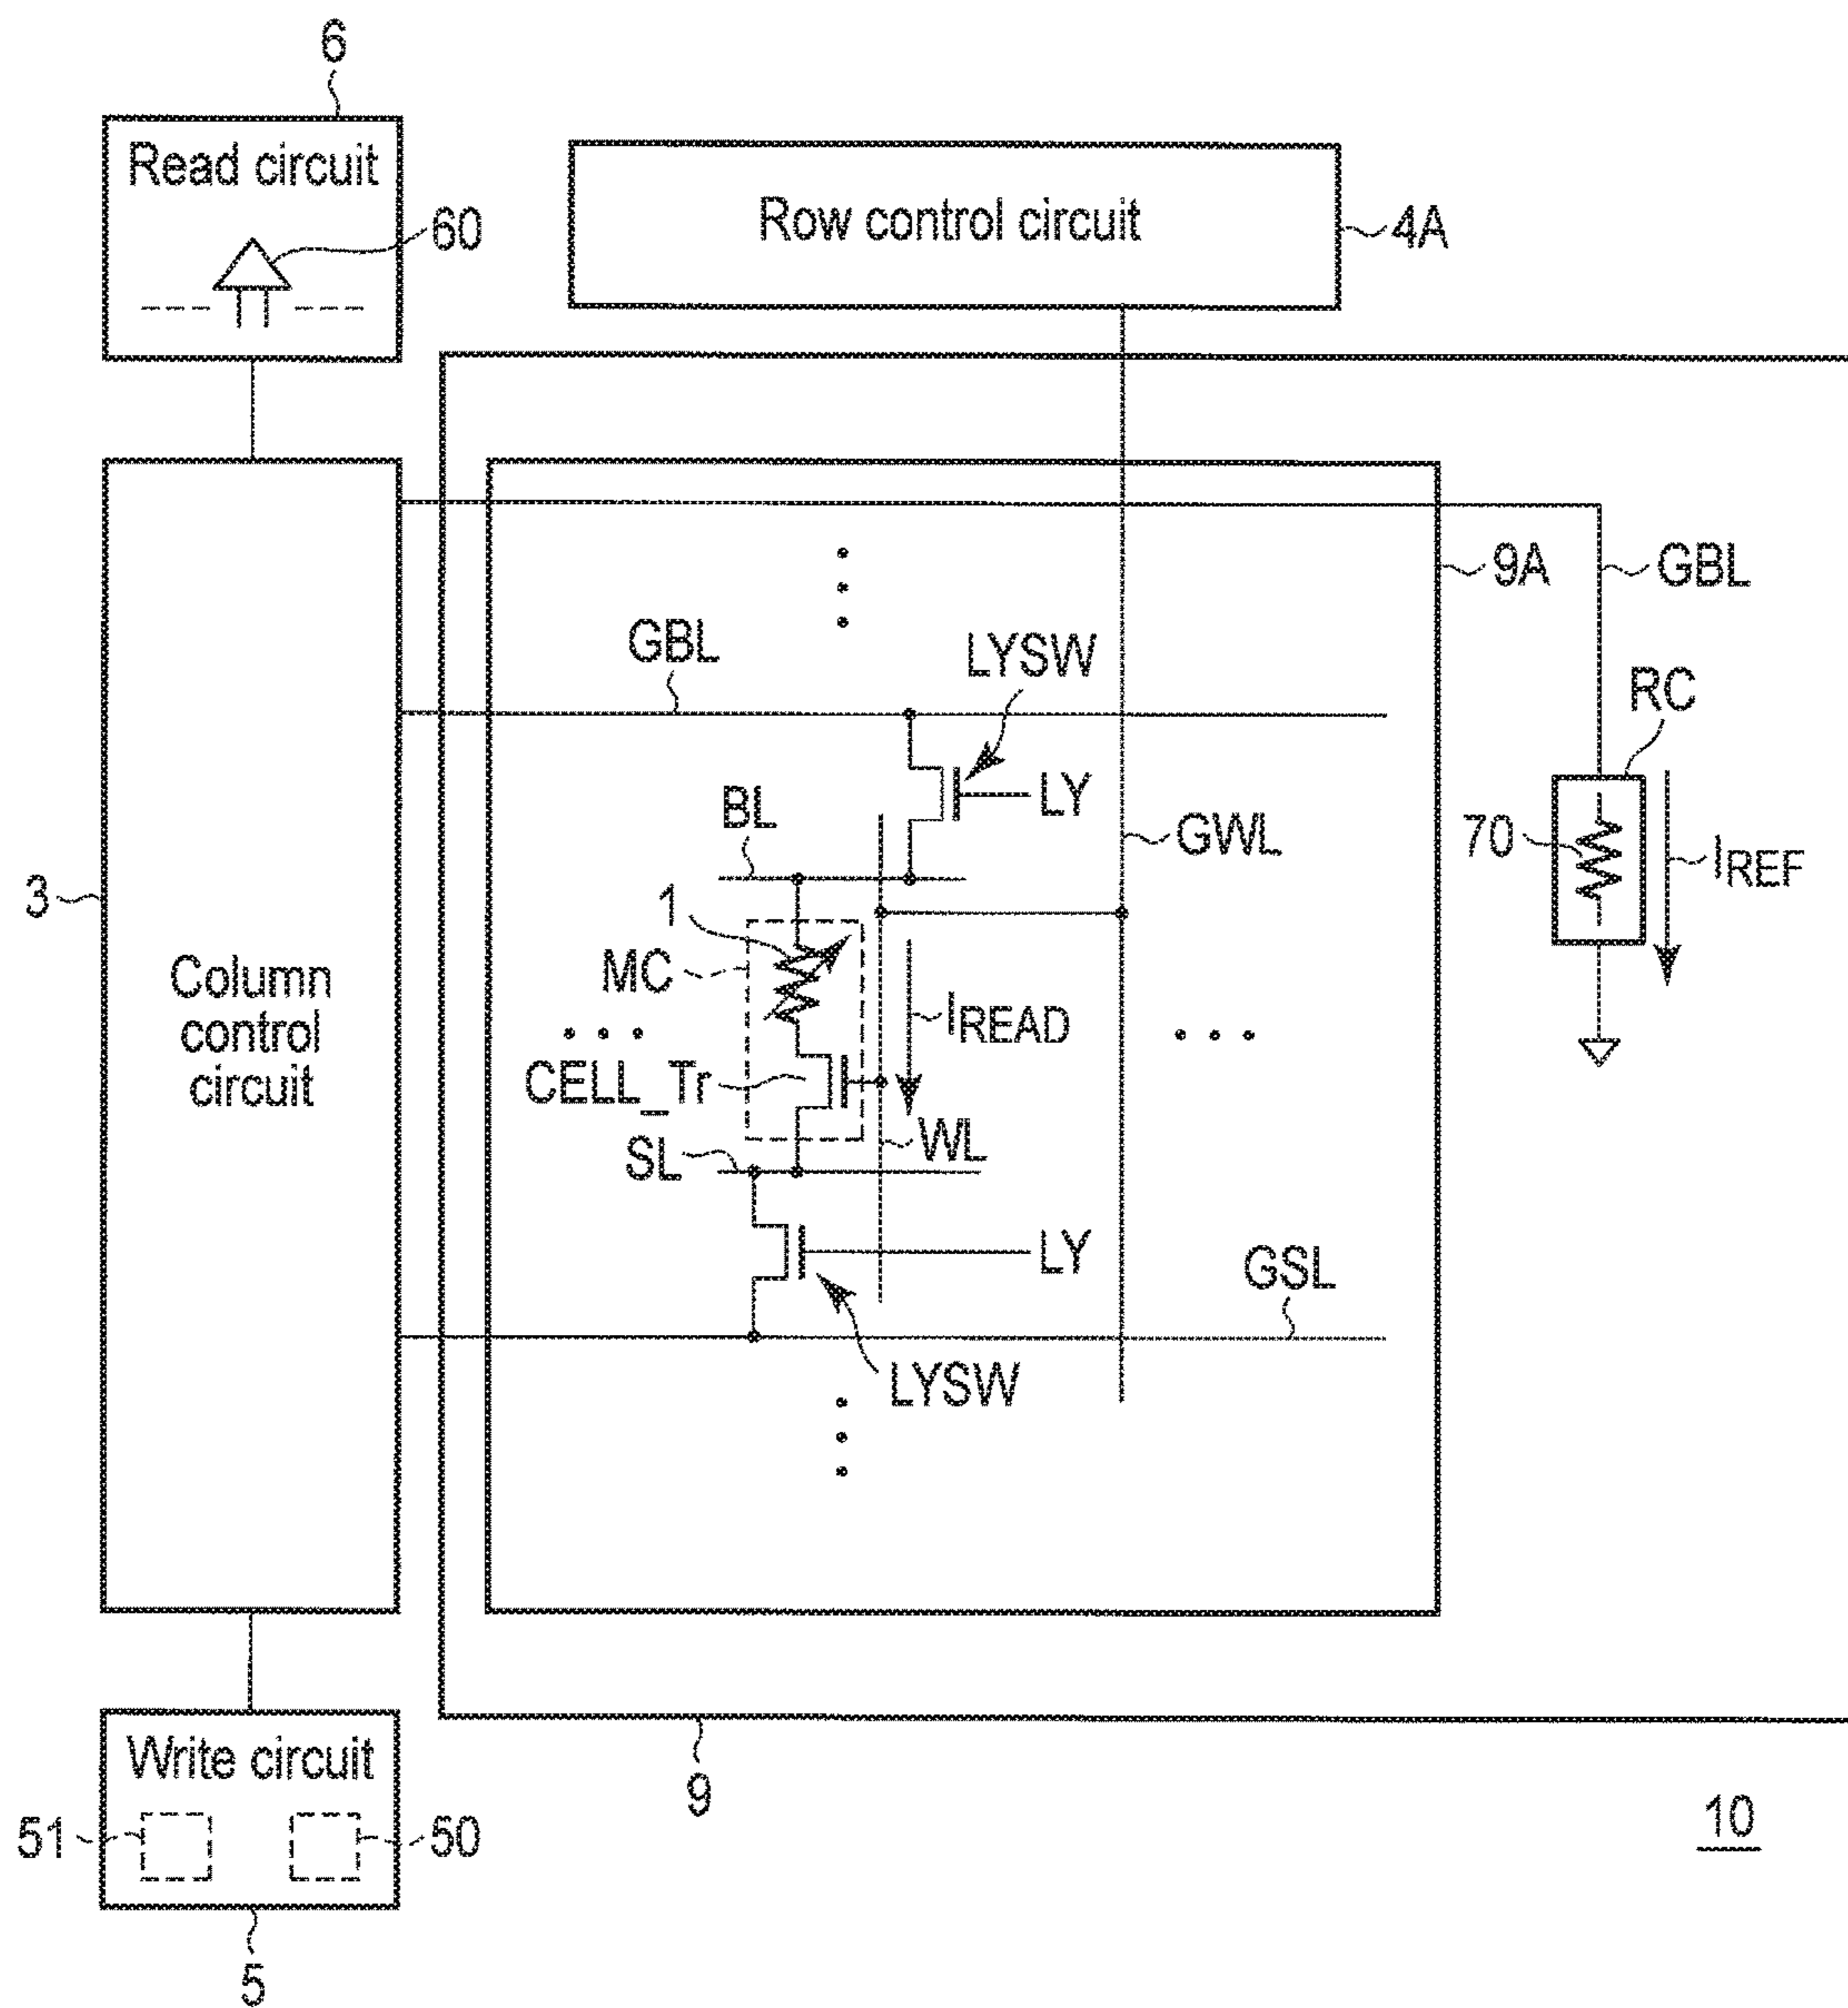 6
Read circuit
60
Row control circuit
4A
9A
GBL
GBL
LYSW
RC
BL
LY
GWL
70
IREF
3
1
MC
Column
control
circuit
IREAD
CELL_Tr
SL
WL
LY
GSL
LYSW
Write circuit
9
51
50
10
5